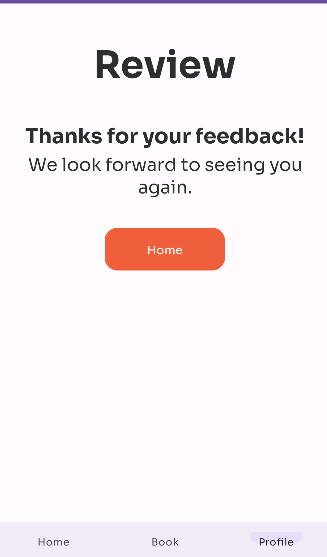 Review
Thanks for your feedback!
We look forward to seeing you
again.
Home
Home Book Profile